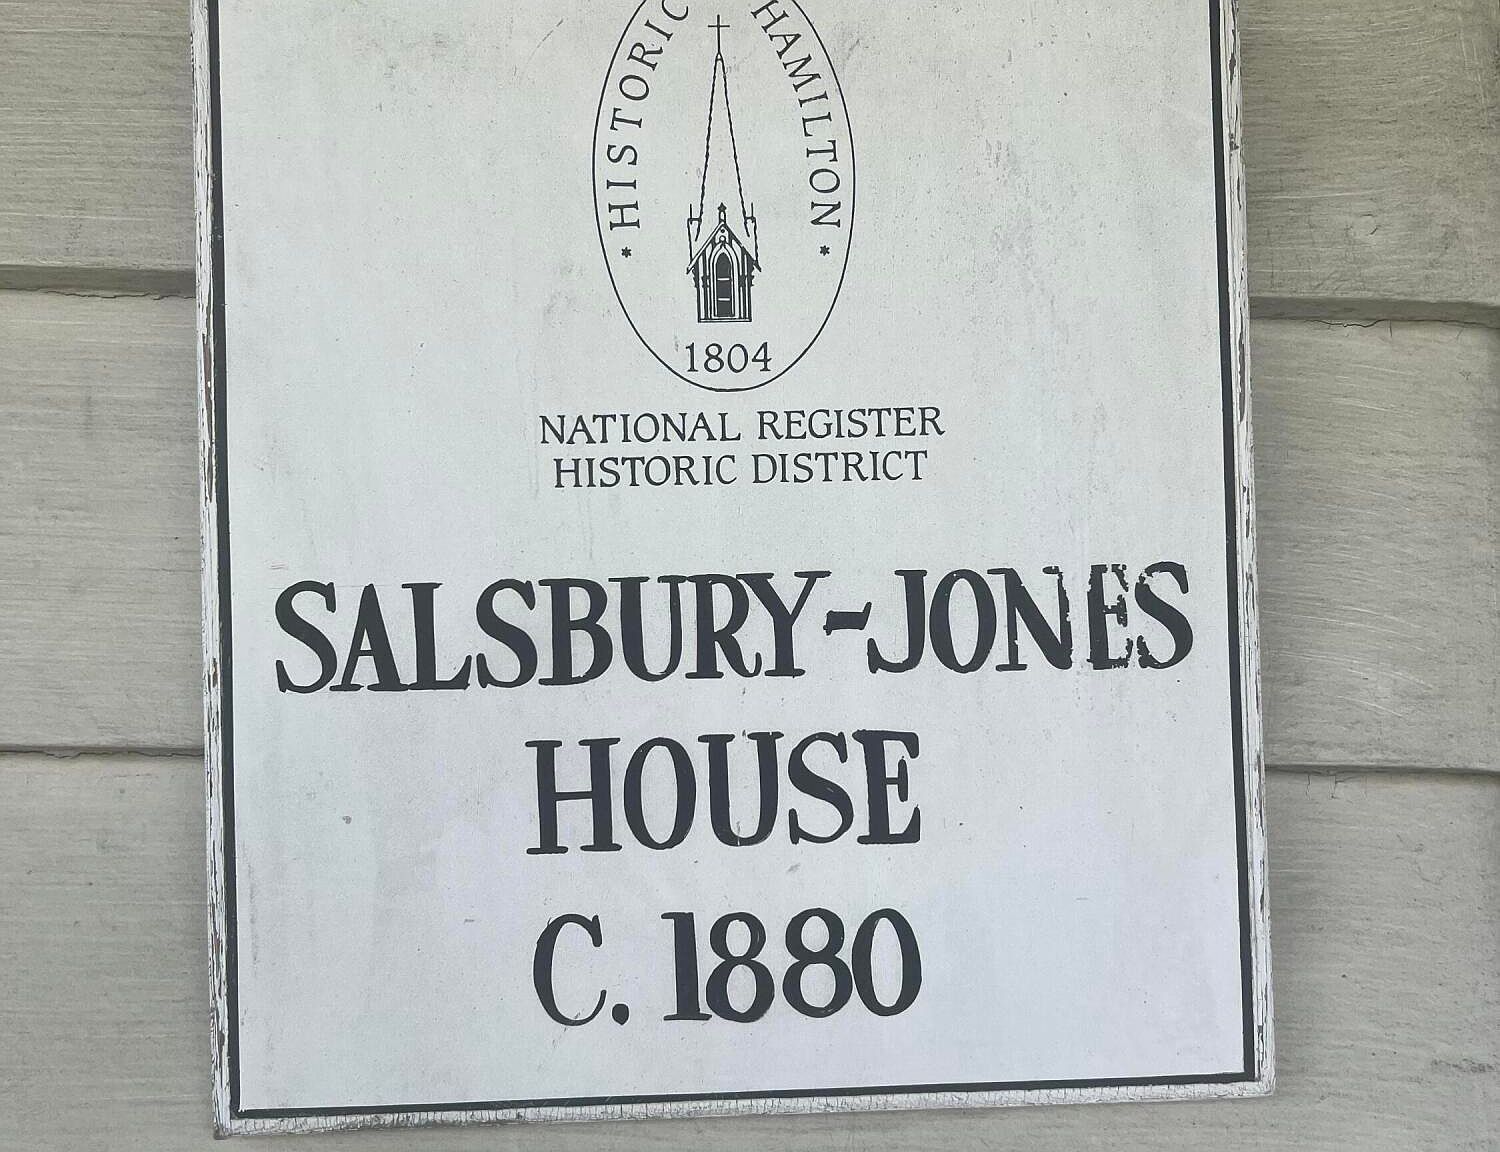 * HISTORIC HAMILTON *
1804
NATIONAL REGISTER
HISTORIC DISTRICT
SALSBURY-JONES
HOUSE
C. 1880